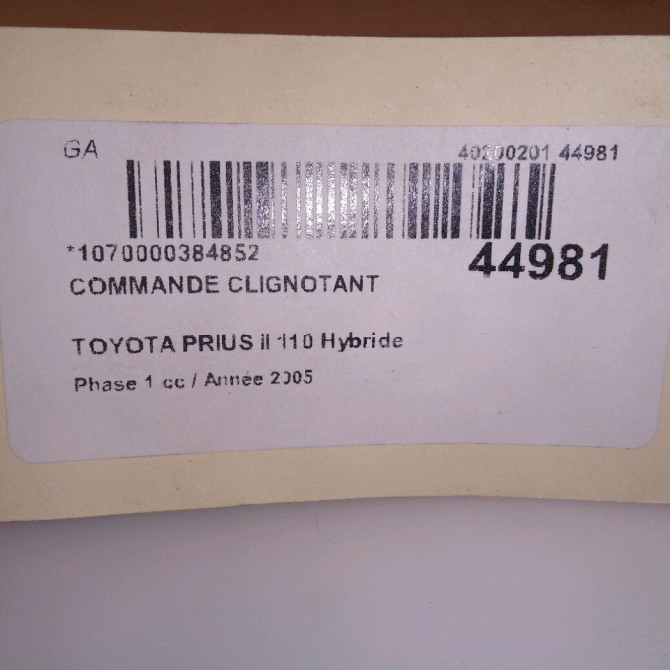 GA
40200201 44981
*1070000384852
44981
COMMANDE CLIGNOTANT
TOYOTA PRIUS ii 110 Hybride
Phase 1 cc / Année 2005